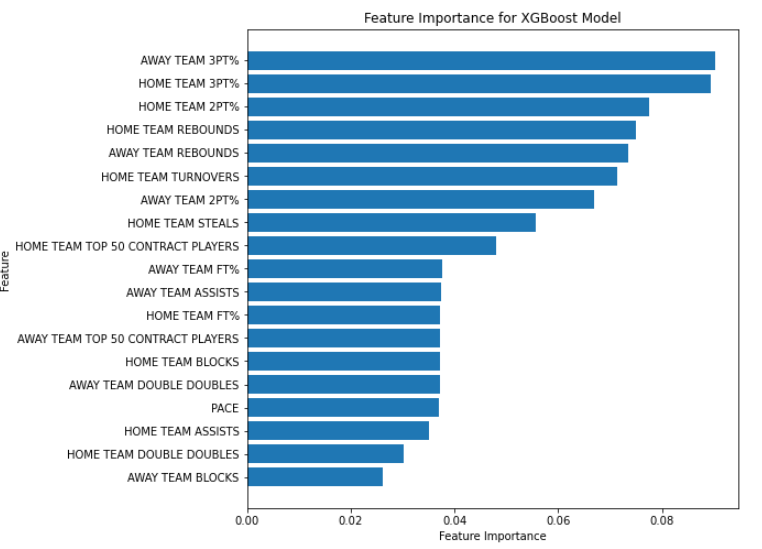 Feature Importance for XGBoost Model
AWAY TEAM 3PT%
HOME TEAM 3PT%
HOME TEAM 2PT%
HOME TEAM REBOUNDS
AWAY TEAM REBOUNDS
HOME TEAM TURNOVERS
AWAY TEAM 2PT%
HOME TEAM STEALS
HOME TEAM TOP 50 CONTRACT PLAYERS
AWAY TEAM FT%
AWAY TEAM ASSISTS
HOME TEAM FT%
AWAY TEAM TOP 50 CONTRACT PLAYERS
HOME TEAM BLOCKS
AWAY TEAM DOUBLE DOUBLES
PACE
HOME TEAM ASSISTS
HOME TEAM DOUBLE DOUBLES
AWAY TEAM BLOCKS
Feature
0.00 0.02 0.04 0.06 0.08
Feature Importance